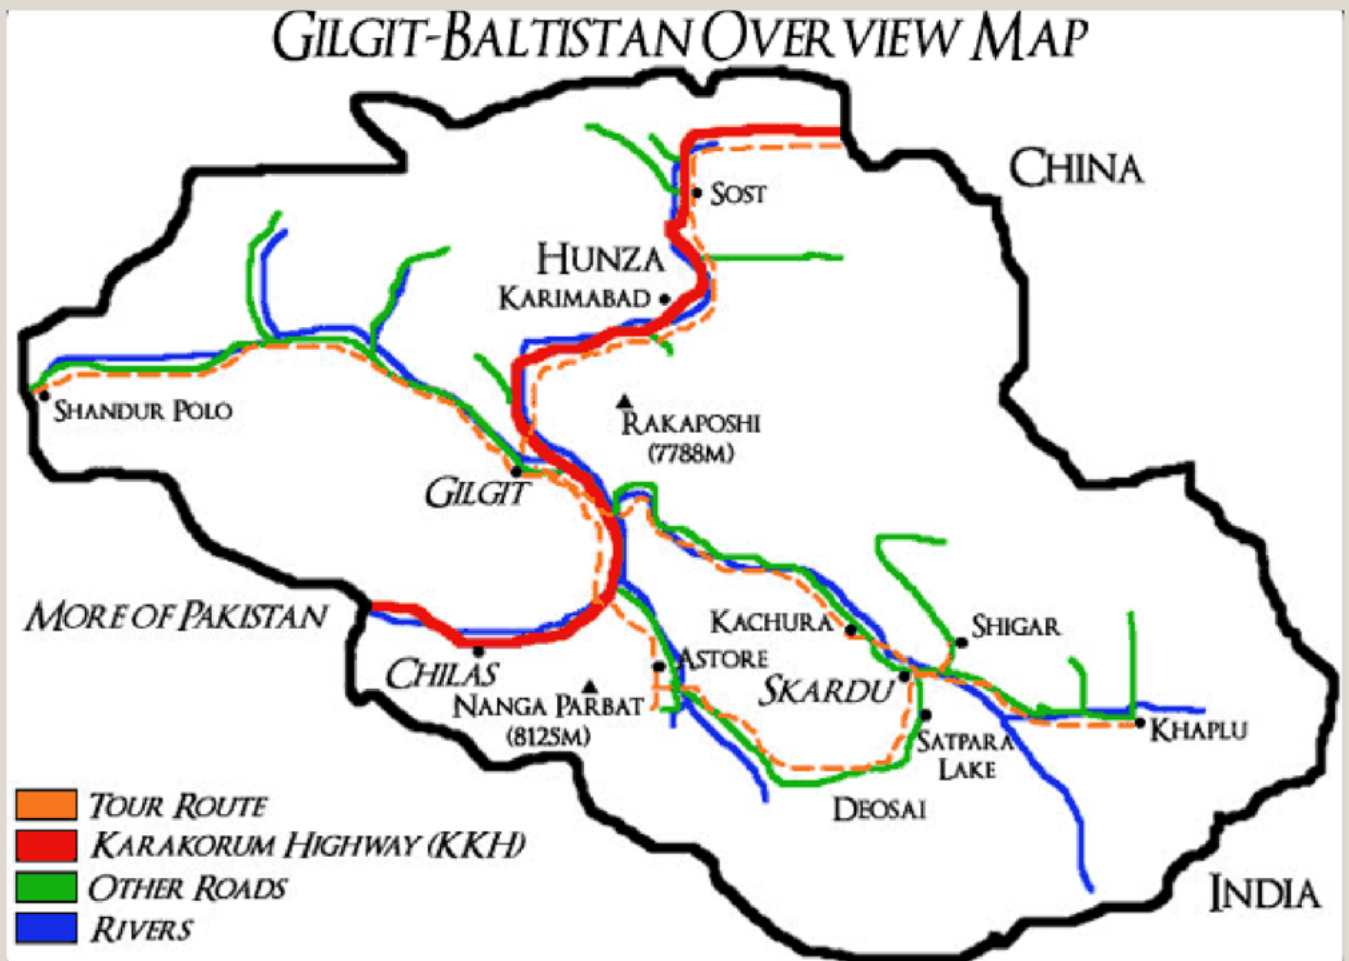 GILGIT-BALTISTAN OVERVIEW MAP
CHINA
SOST
HUNZA
KARIMABAD
SHANDUR POLO
RAKAPOSHI
(7788M)
GILGIT
MORE OF PAKISTAN
KACHURA
SHIGAR
CHILAS
ASTORE
SKARDU
NANGA PARBAT
(8125M)
SATPARA
LAKE
KHAPLU
DEOSAI
TOUR ROUTE
KARAKORUM HIGHWAY (KKH)
OTHER ROADS
RIVERS
INDIA